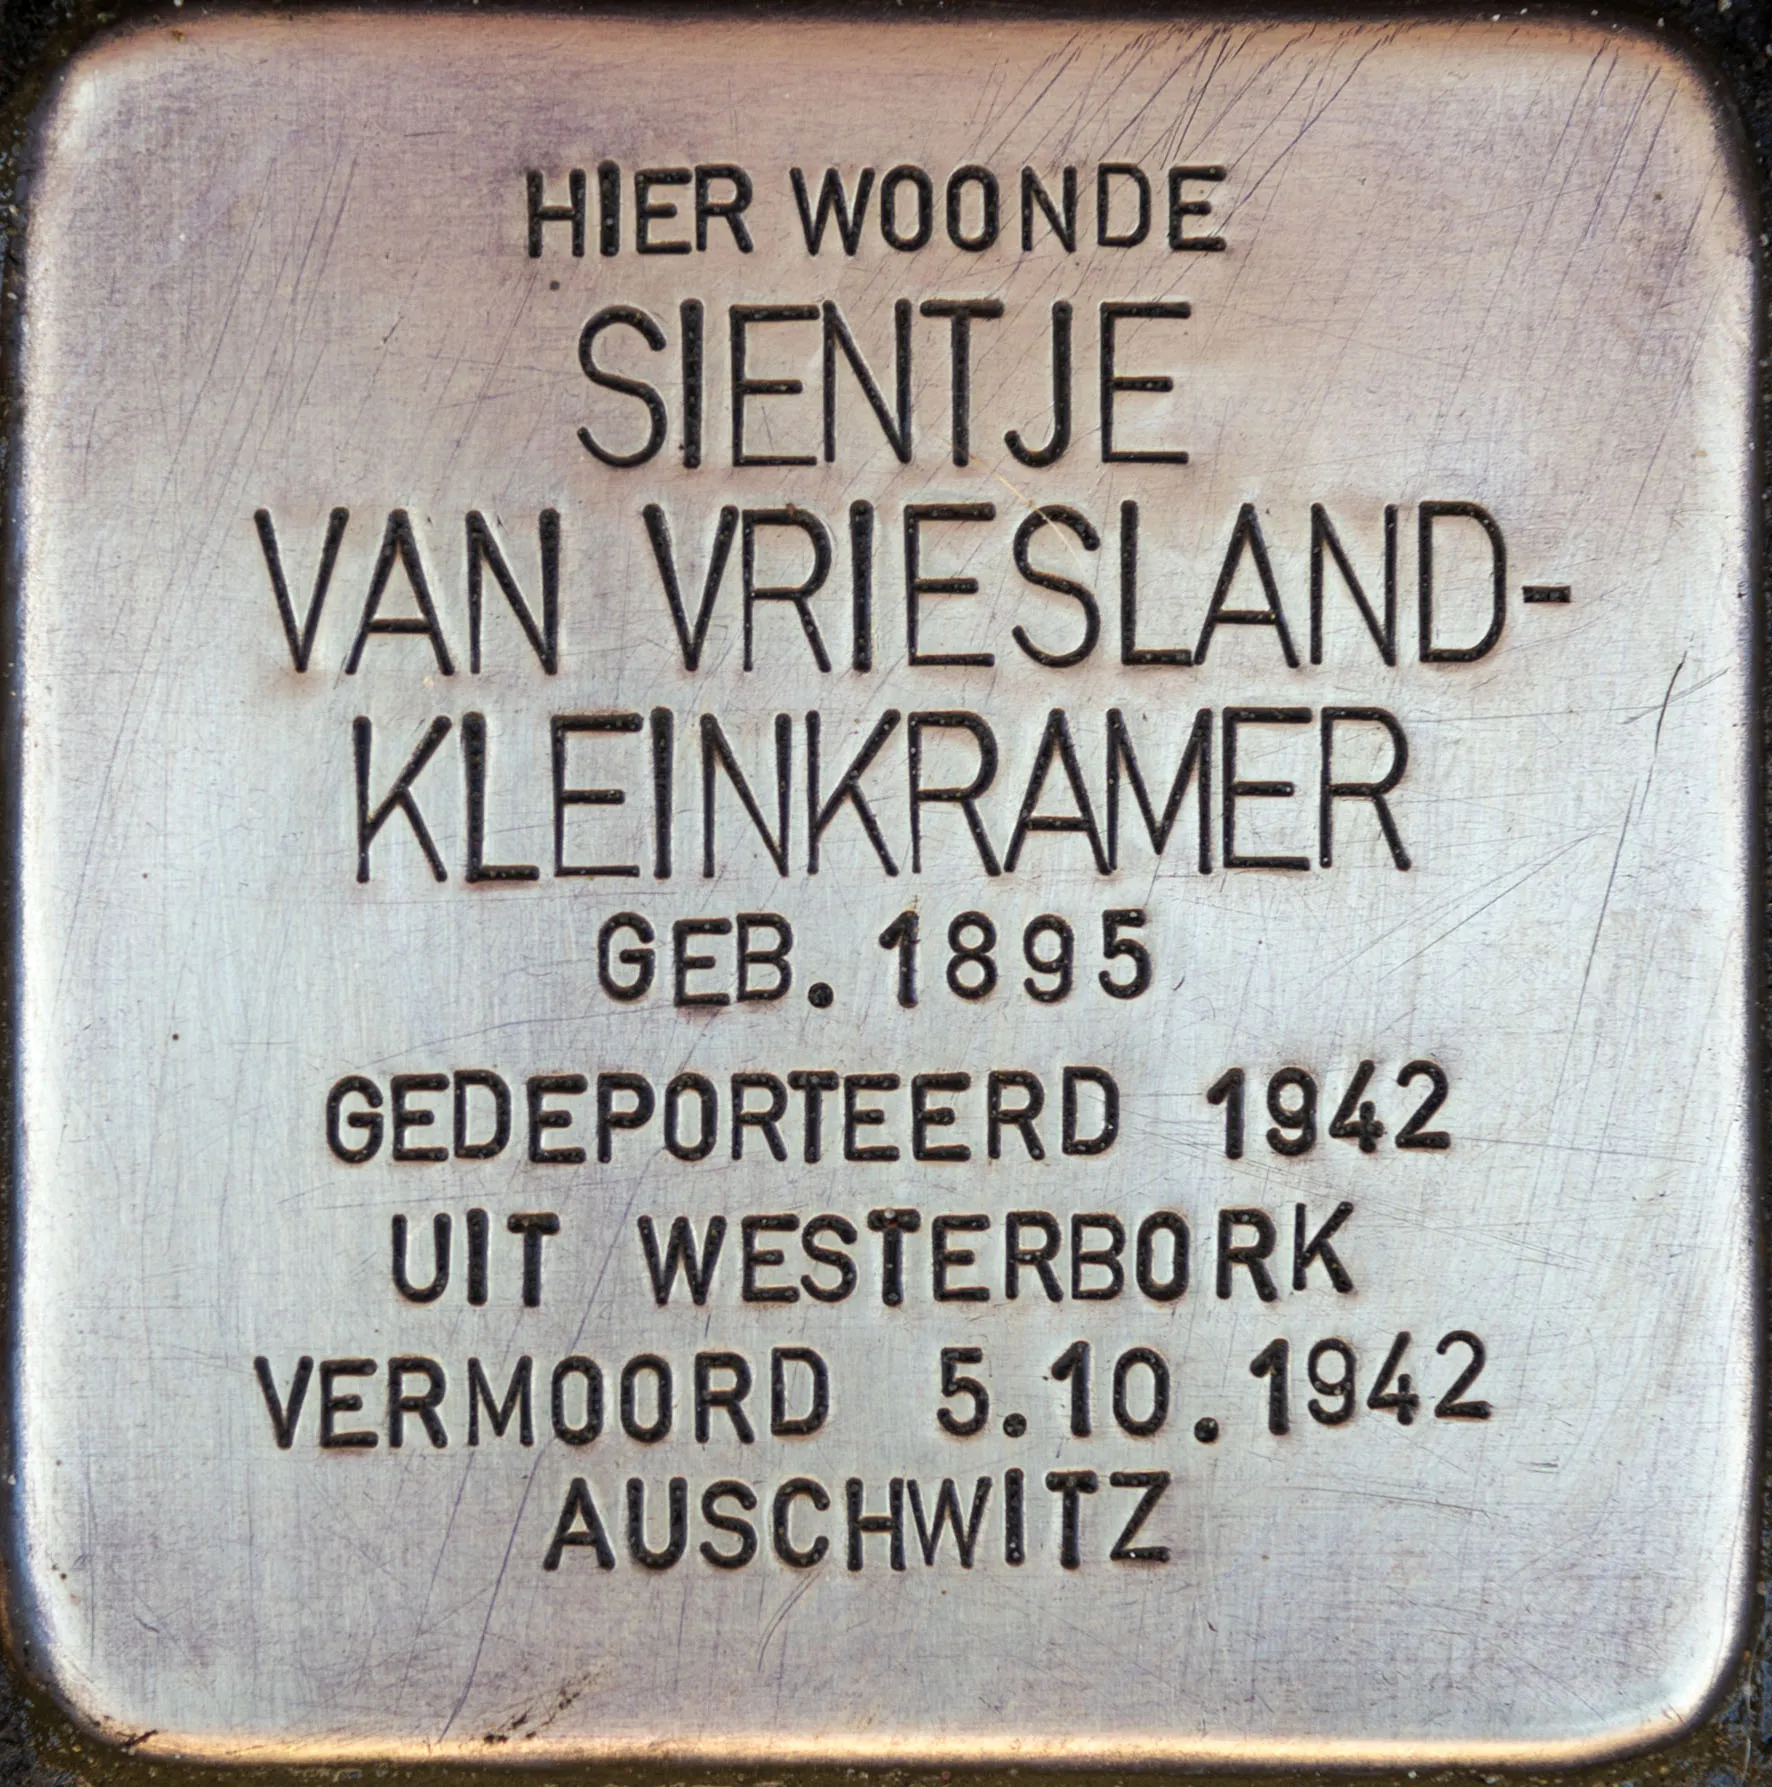 HIER WOONDE
SIENTJE
VAN VRIESLAND-
KLEINKRAMER
GEB. 1895
GEDEPORTEERD 1942
UIT WESTERBORK
VERMOORD 5.10.1942
AUSCHWITZ